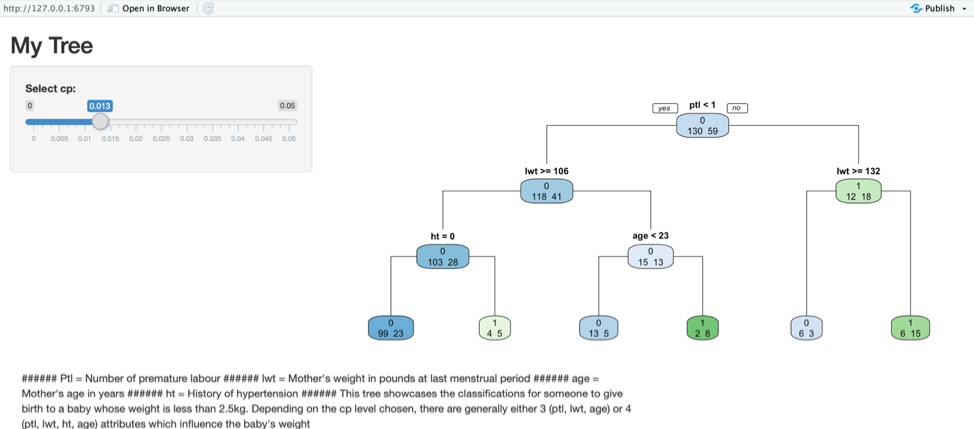 http://127.0.0.1:6793 Open in Browser Publish
My Tree
Select cp:
0 0.013 0.05
0 0.005 0.01 0.015 0.02 0.025 0.03 0.035 0.04 0.045 0.05
yes ptl < 1 no
0
130 59
lwt >= 106 lwt >= 132
0 1
118 41 12 18
ht = 0 age < 23
0 0
103 28 15 13
0 1 0 1 0 1
99 23 4 5 13 5 2 8 6 3 6 15
###### Ptl = Number of premature labour ###### lwt = Mother's weight in pounds at last menstrual period ###### age =
Mother's age in years ###### ht = History of hypertension ###### This tree showcases the classifications for someone to give
birth to a baby whose weight is less than 2.5kg. Depending on the cp level chosen, there are generally either 3 (ptl, lwt, age) or 4
(ptl, lwt, ht, age) attributes which influence the baby's weight